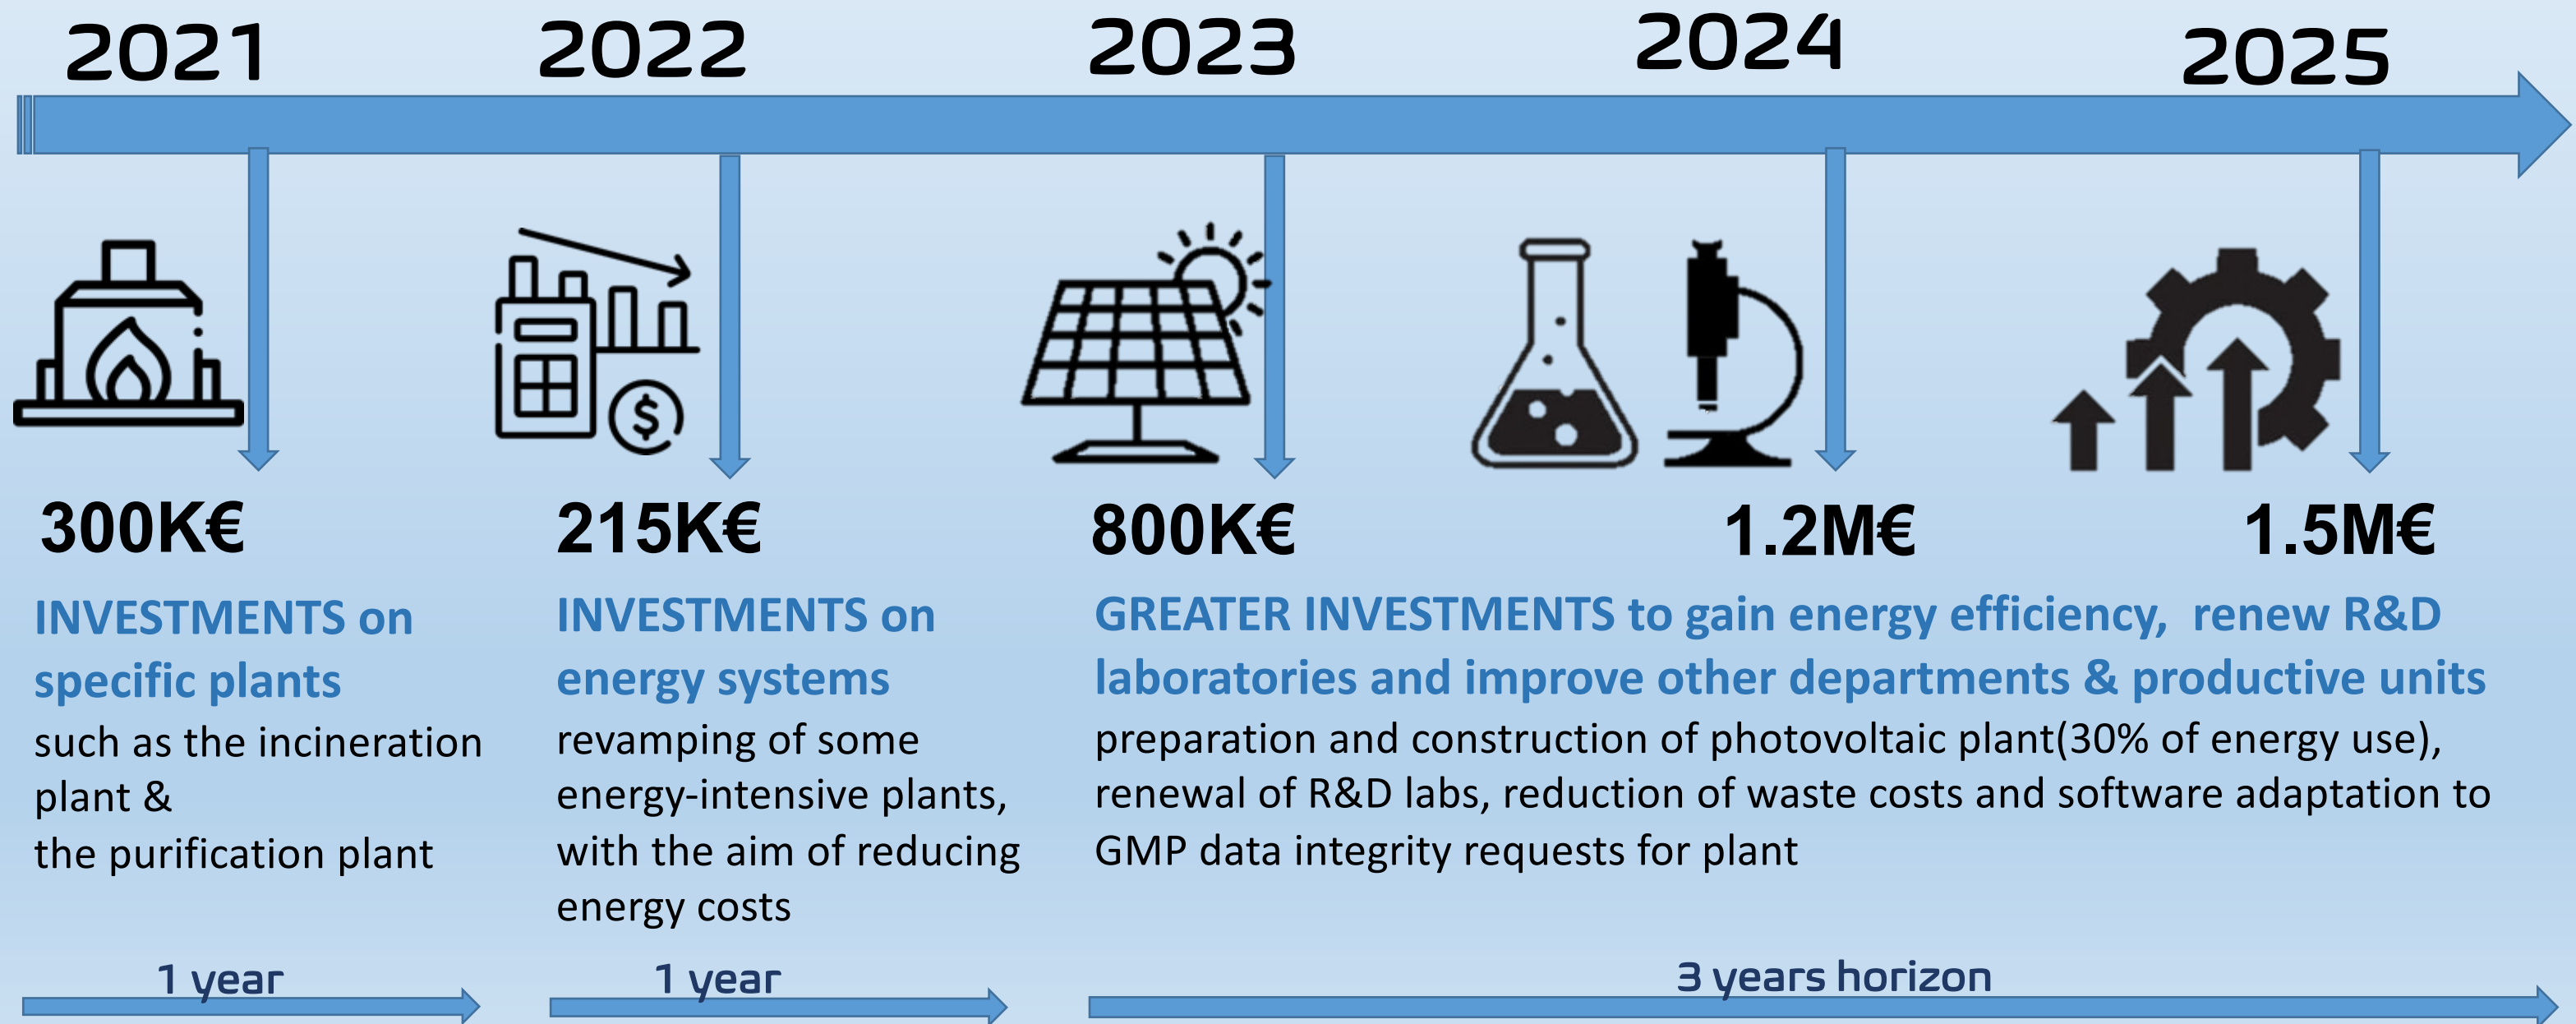 2021
2022
2023
2024
2025
$
300K€
215K€
800K€
1.2M€
1.5M€
INVESTMENTS on
specific plants
such as the incineration
plant &
the purification plant
INVESTMENTS on
energy systems
revamping of some
energy-intensive plants,
with the aim of reducing
energy costs
GREATER INVESTMENTS to gain energy efficiency,  renew R&D
laboratories and improve other departments & productive units
preparation and construction of photovoltaic plant(30% of energy use),
renewal of R&D labs, reduction of waste costs and software adaptation to
GMP data integrity requests for plant
1 year
1 year
3 years horizon